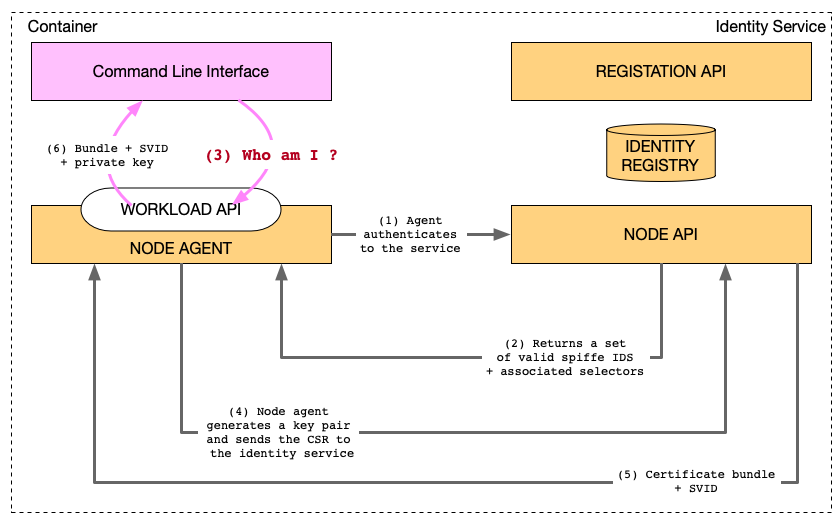 Container
Identity Service
Command Line Interface
REGISTATION API
(6) Bundle + SVID
+ private key
(3) Who am I ?
IDENTITY
REGISTRY
WORKLOAD API
NODE AGENT
(1) Agent
authenticates
to the service
NODE API
(2) Returns a set
of valid spiffe IDS
+ associated selectors
(4) Node agent
generates a key pair
and sends the CSR to
the identity service
(5) Certificate bundle
+ SVID